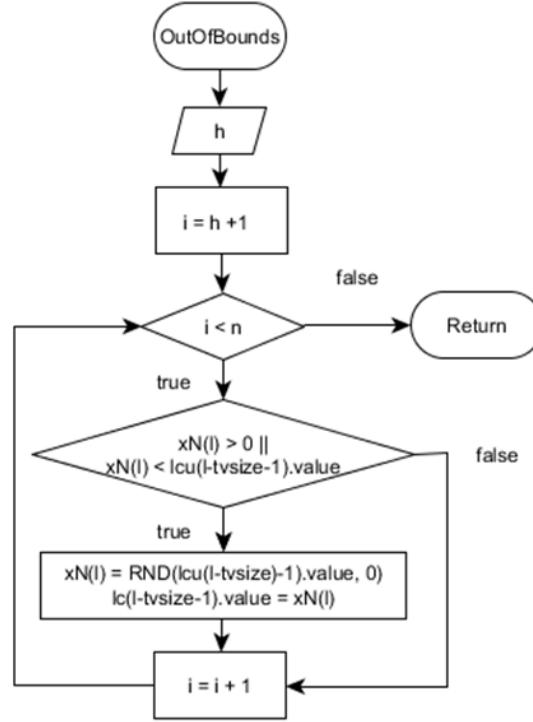 OutOfBounds
h
i = h +1
false
i < n
Return
true
xN(l) > 0 ||
xN(l) < lcu(l-tvsize-1).value
false
true
xN(l) = RND(lcu(l-tvsize)-1).value, 0)
lc(l-tvsize-1).value = xN(l)
i = i + 1